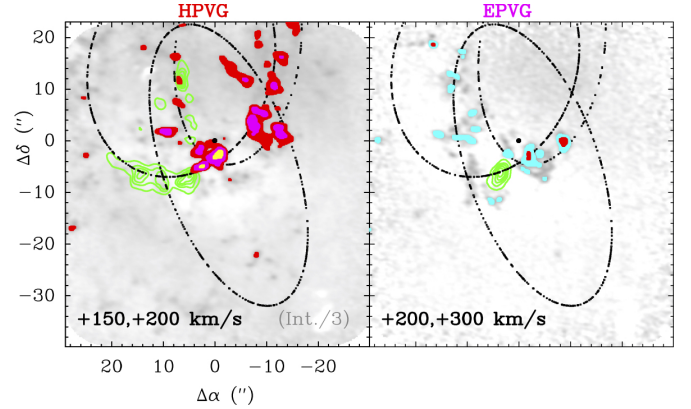 HPVG EPVG
20
10
0
−10
−20
−30
Δδ (″)
+150,+200 km/s (Int./3) +200,+300 km/s
20 10 0 −10 −20
Δα (″)